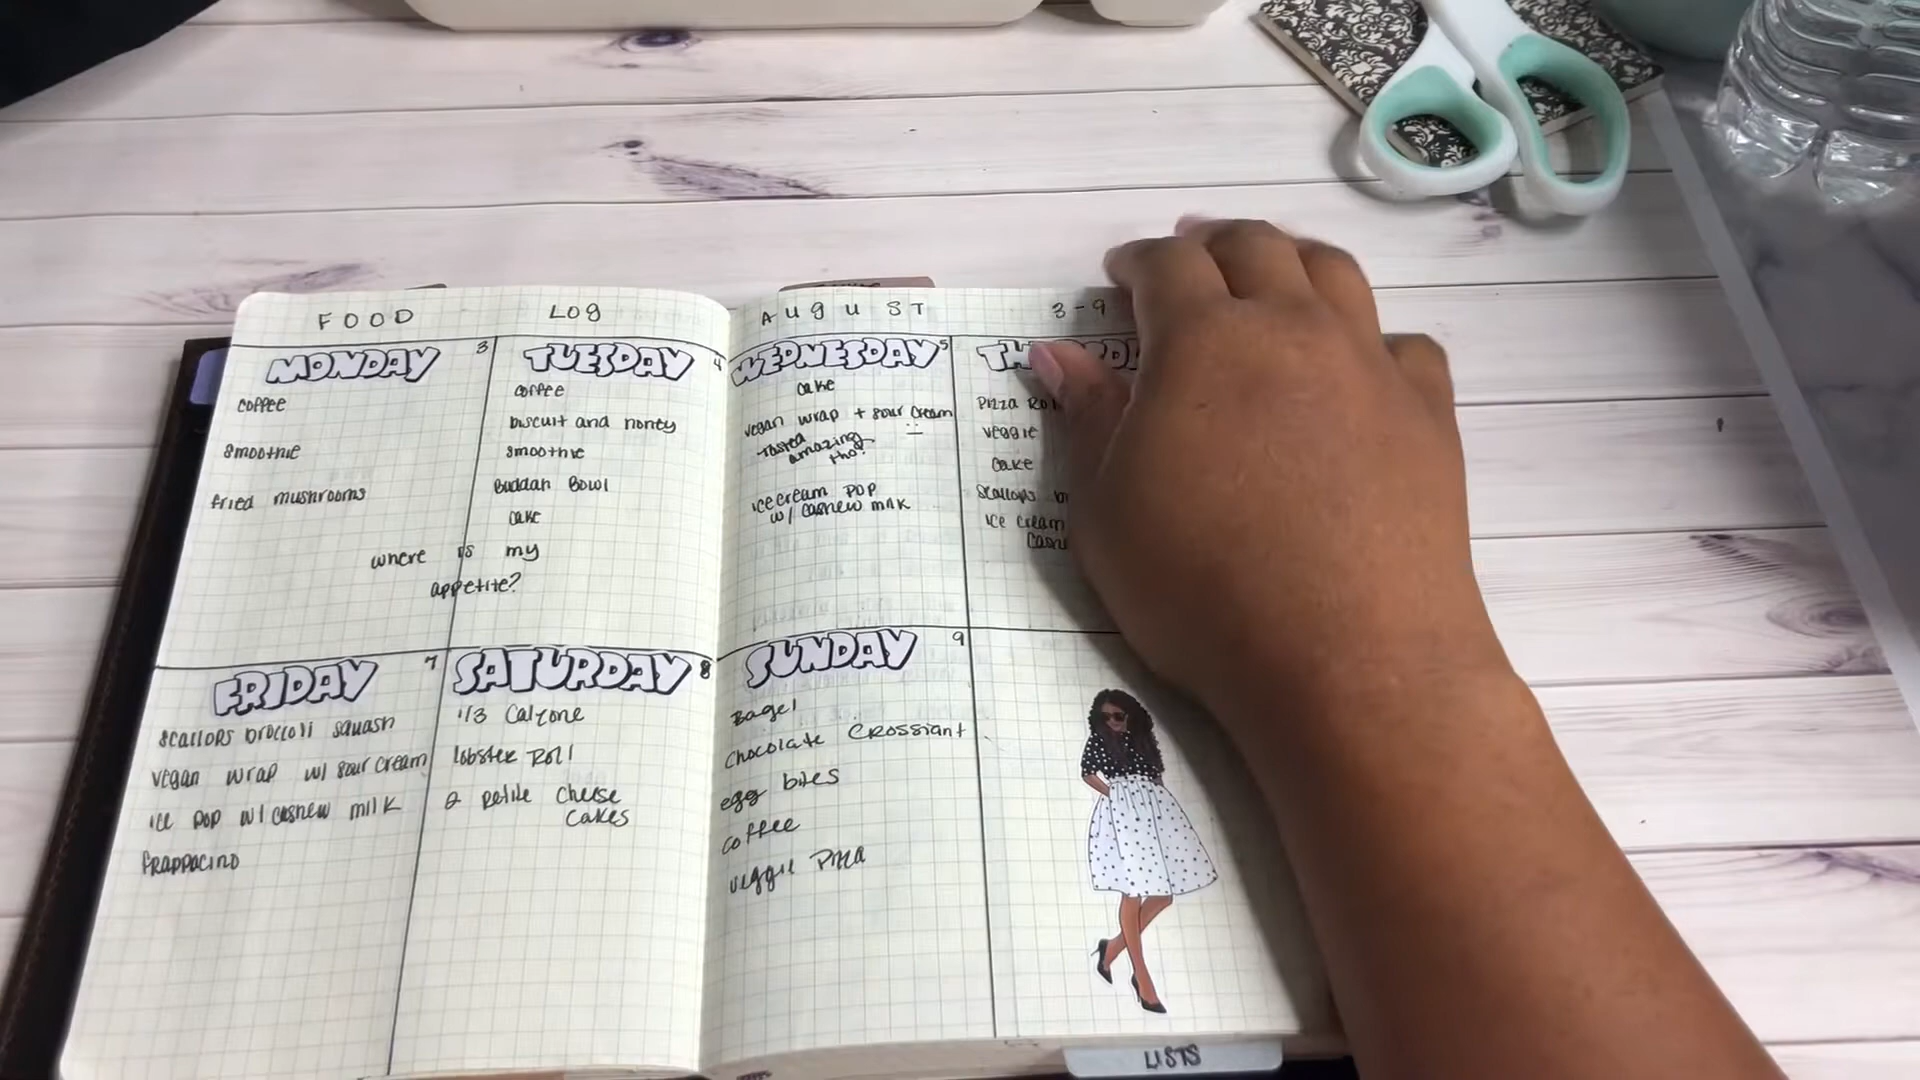 FOOD LOG
AUGUST 3-9
MONDAY 3
coffee
smoothie
fried mushrooms
TUESDAY 4
coffee
biscuit and honey
smoothie
Buddah Bowl
cake
where is my
appetite?
WEDNESDAY 5
cake
vegan wrap + sour cream
tasted
amazing
tho!
ice cream pop
w/ cashew milk
Pizza Rol
veggie
cake
scallops
ice cream
FRIDAY 7
scallops broccoli squash
vegan wrap w/ sour cream
ice pop w/ cashew milk
frappacino
SATURDAY 8
1/3 Calzone
lobster Roll
2 petite cheese
cakes
SUNDAY 9
Bagel
chocolate crossiant
egg bites
coffee
veggie pizza
LISTS